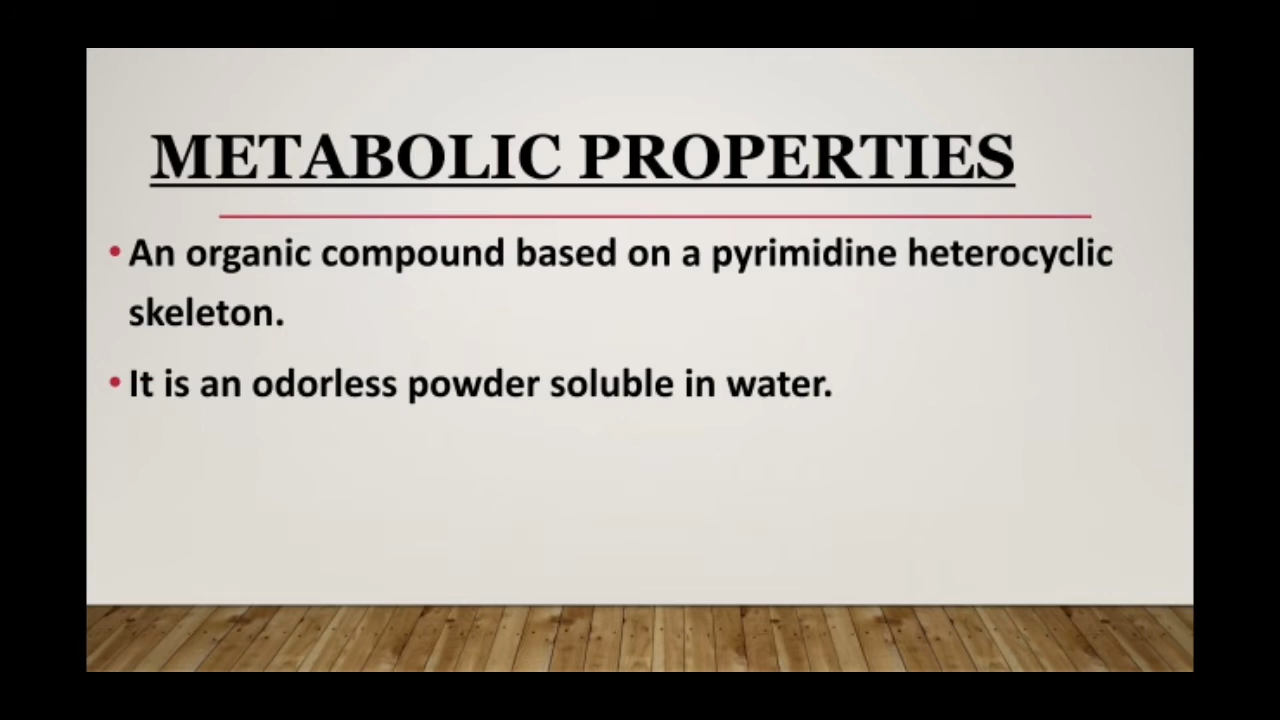 METABOLIC PROPERTIES
• An organic compound based on a pyrimidine heterocyclic
skeleton.
• It is an odorless powder soluble in water.